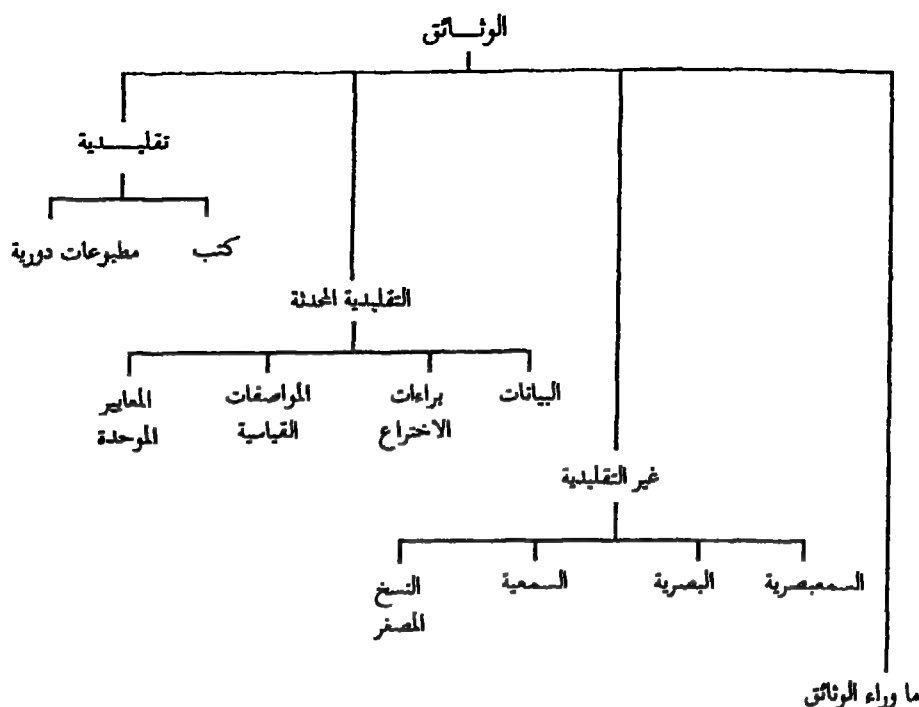 الوثائق
تقليدية
كتب
مطبوعات دورية
التقليدية المحدثة
البيانات
براءات
الاختراع
المواصفات
القياسية
المعايير
الموحدة
غير التقليدية
السمعبصرية
البصرية
السمعية
النسخ
المصغر
ما وراء الوثائق